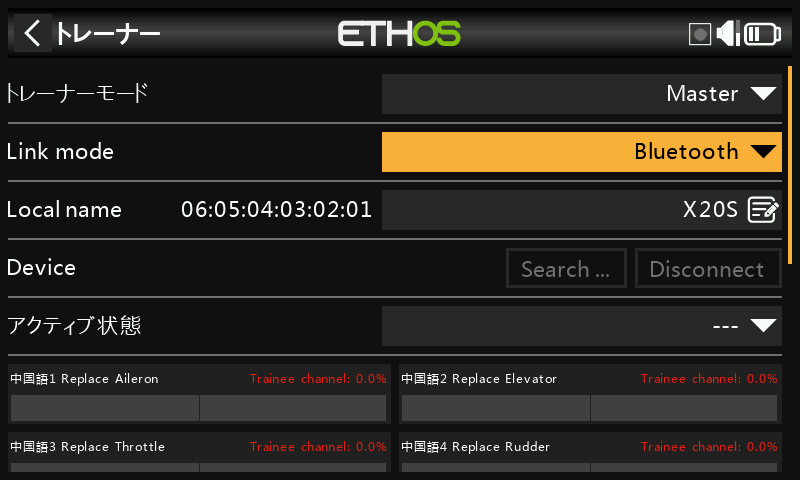 トレーナー
ETHOS
トレーナーモード Master
Link mode Bluetooth
Local name 06:05:04:03:02:01 X20S
Device Search ... Disconnect
アクティブ状態 ---
中国語1 Replace Aileron Trainee channel: 0.0%
中国語2 Replace Elevator Trainee channel: 0.0%
中国語3 Replace Throttle Trainee channel: 0.0%
中国語4 Replace Rudder Trainee channel: 0.0%